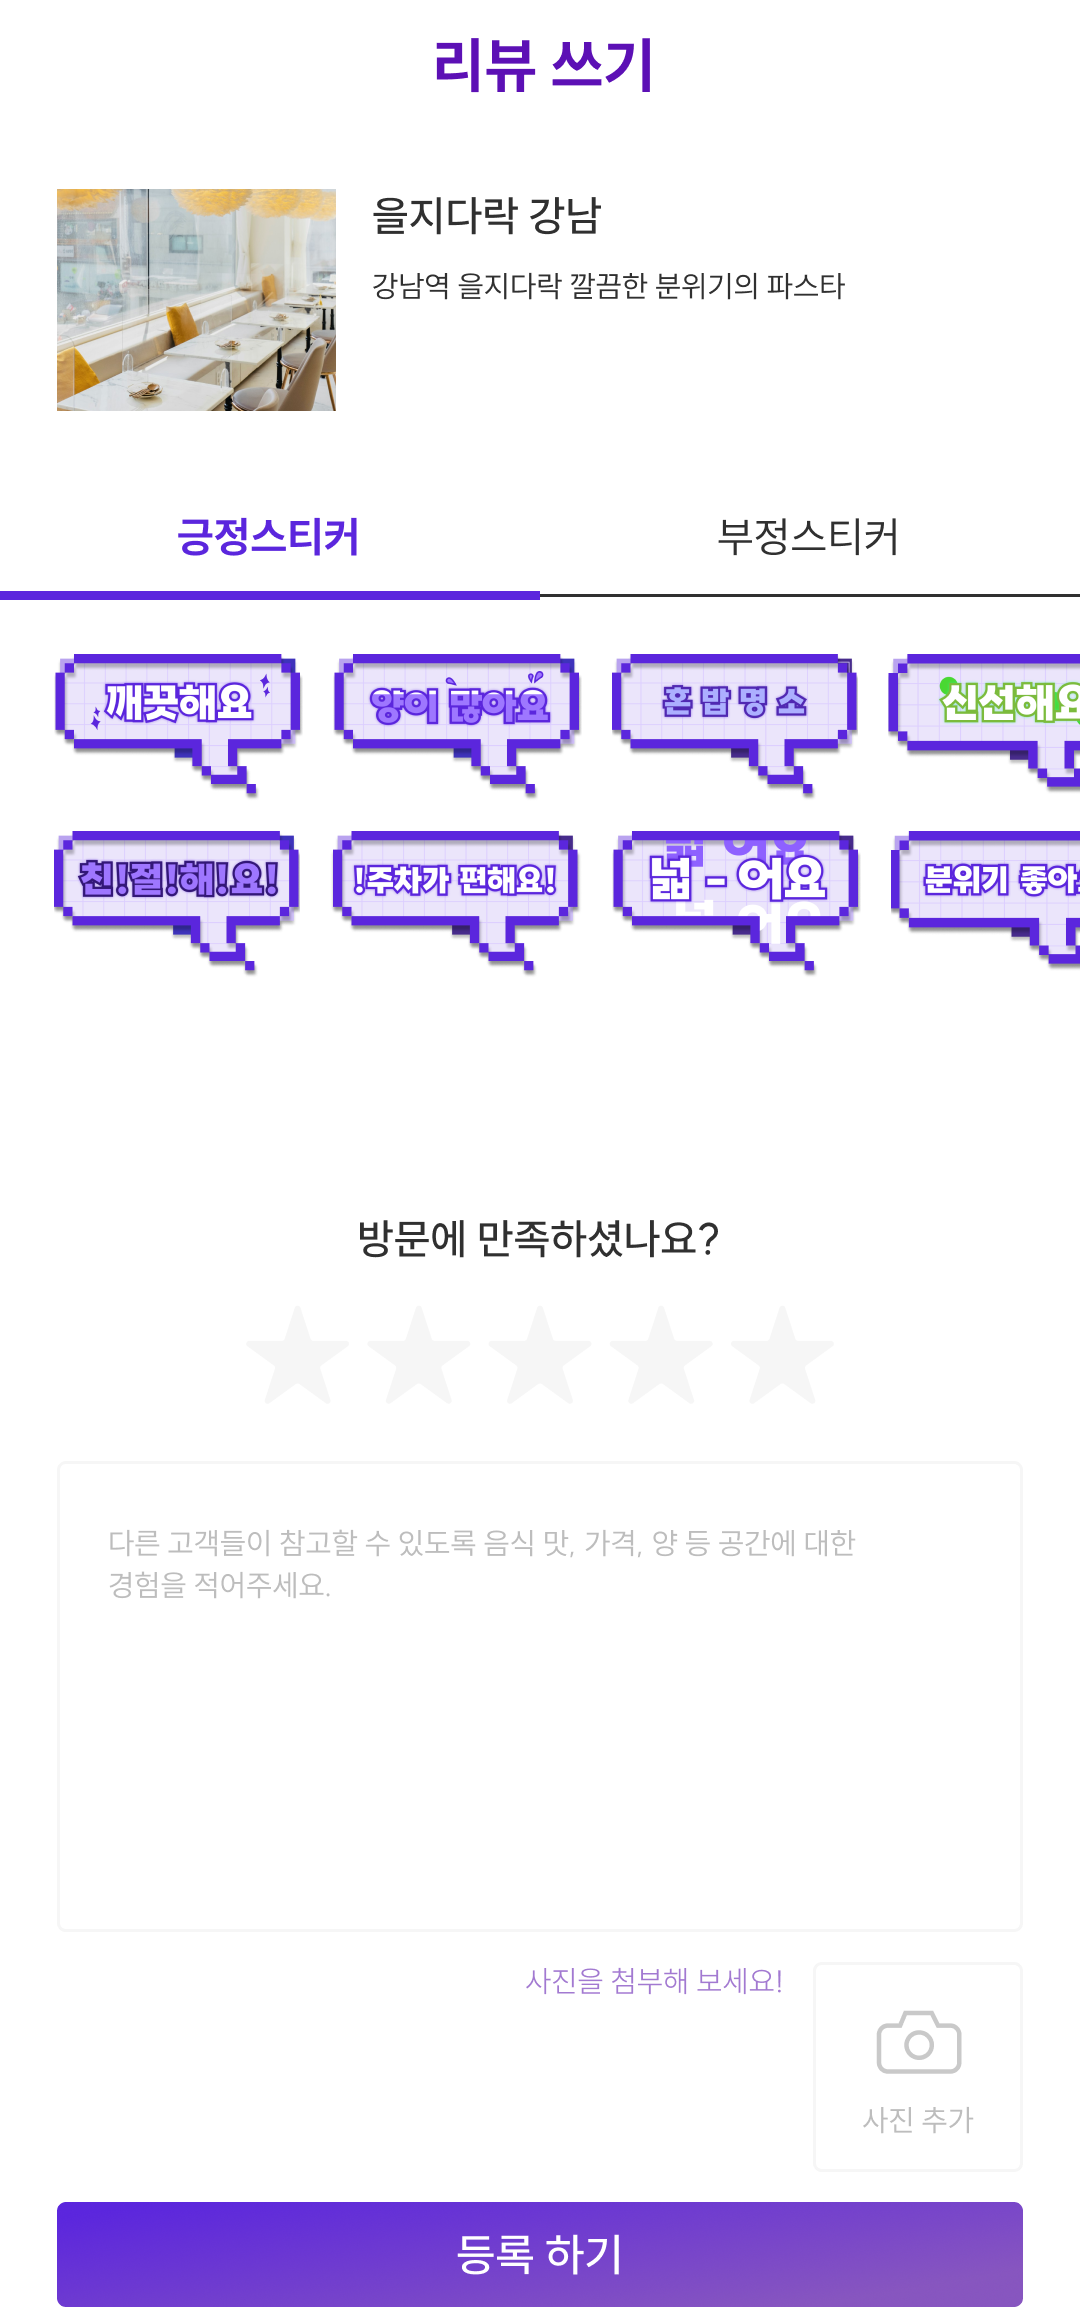 리뷰 쓰기
을지다락 강남
강남역 을지다락 깔끔한 분위기의 파스타
긍정스티커
부정스티커
깨끗해요
양이 많아요
혼 밥 명 소
신선해요
친!절!해!요!
!주차가 편해요!
넓 - 어요
분위기 좋아
방문에 만족하셨나요?
다른 고객들이 참고할 수 있도록 음식 맛, 가격, 양 등 공간에 대한
경험을 적어주세요.
사진을 첨부해 보세요!
사진 추가
등록 하기